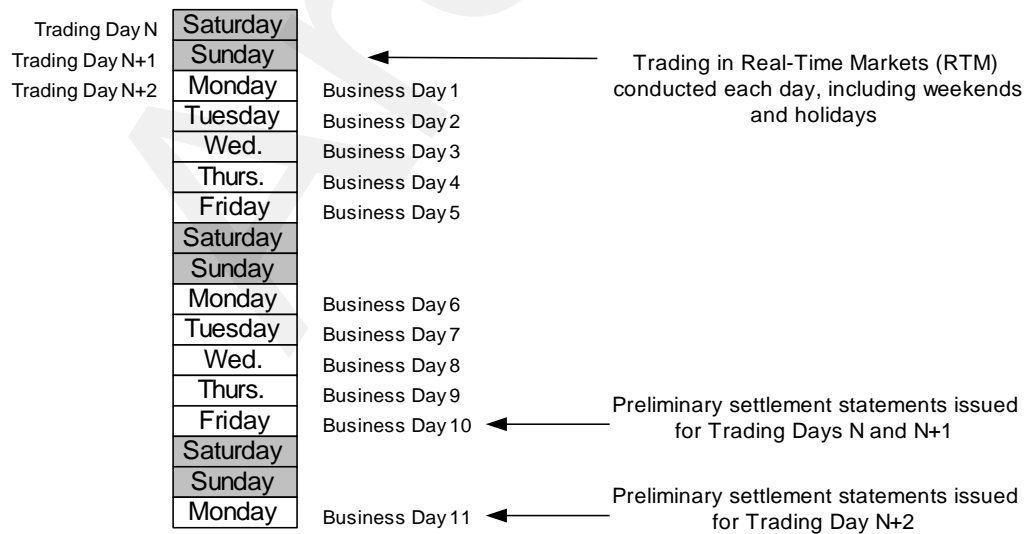 Trading Day N Saturday
Trading Day N+1 Sunday
Trading in Real-Time Markets (RTM)
conducted each day, including weekends
and holidays
Trading Day N+2 Monday Business Day 1
Tuesday Business Day 2
Wed. Business Day 3
Thurs. Business Day 4
Friday Business Day 5
Saturday
Sunday
Monday Business Day 6
Tuesday Business Day 7
Wed. Business Day 8
Thurs. Business Day 9
Friday Business Day 10
Preliminary settlement statements issued
for Trading Days N and N+1
Saturday
Sunday
Monday Business Day 11
Preliminary settlement statements issued
for Trading Day N+2